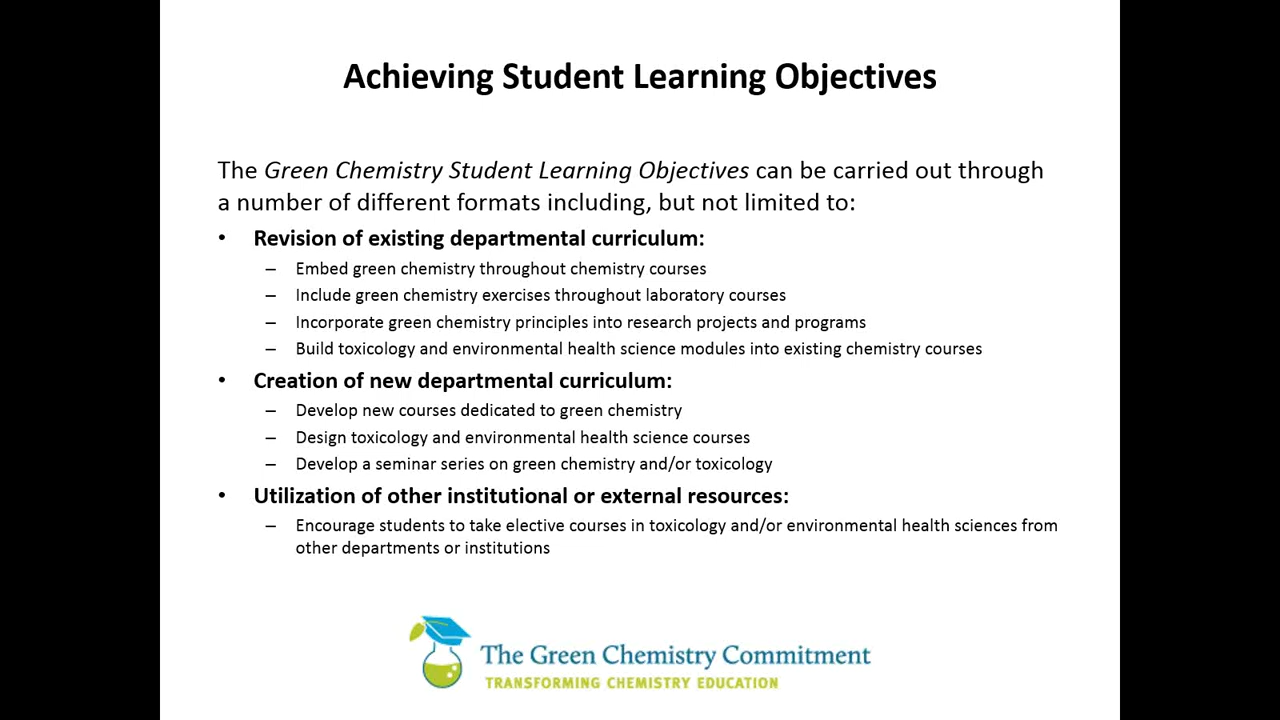 Achieving Student Learning Objectives
The Green Chemistry Student Learning Objectives can be carried out through
a number of different formats including, but not limited to:
• Revision of existing departmental curriculum:
– Embed green chemistry throughout chemistry courses
– Include green chemistry exercises throughout laboratory courses
– Incorporate green chemistry principles into research projects and programs
– Build toxicology and environmental health science modules into existing chemistry courses
• Creation of new departmental curriculum:
– Develop new courses dedicated to green chemistry
– Design toxicology and environmental health science courses
– Develop a seminar series on green chemistry and/or toxicology
• Utilization of other institutional or external resources:
– Encourage students to take elective courses in toxicology and/or environmental health sciences from
other departments or institutions
The Green Chemistry Commitment
TRANSFORMING CHEMISTRY EDUCATION